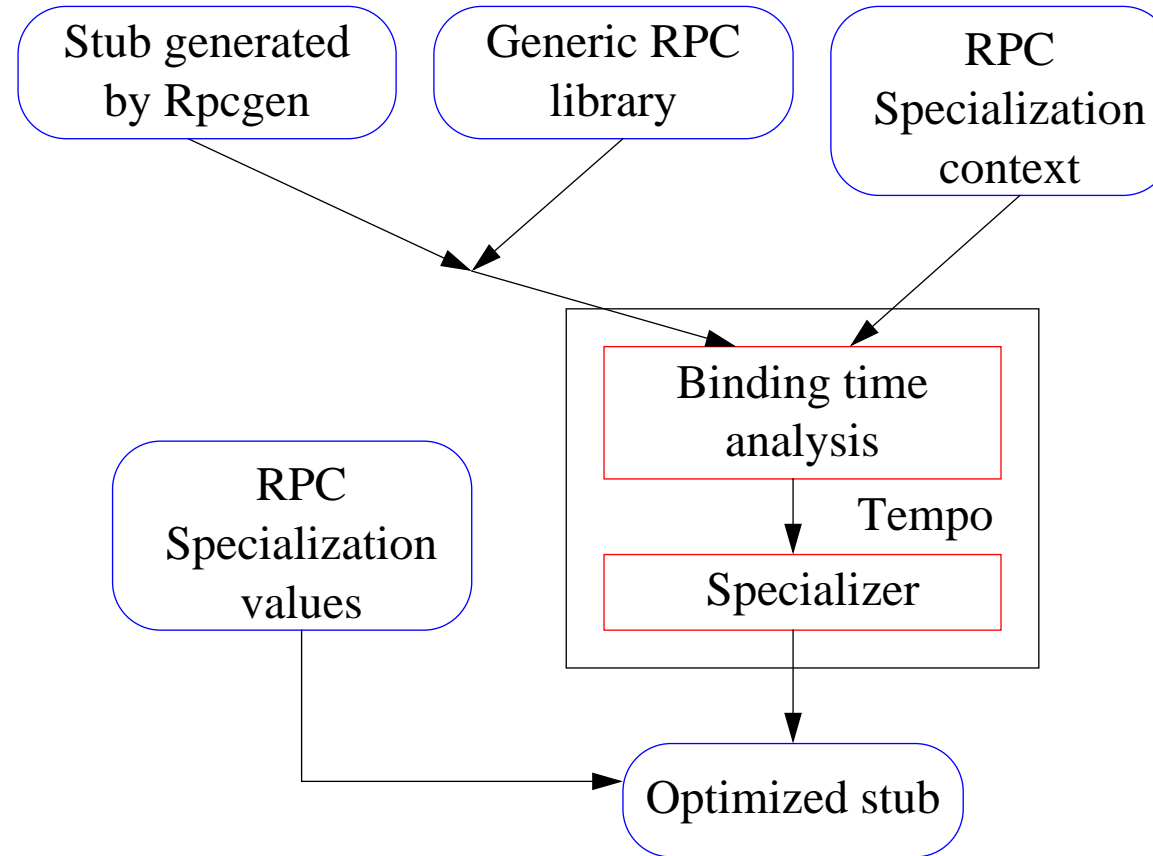 Stub generated
by Rpcgen
Generic RPC
library
RPC
Specialization
context
Binding time
analysis
Tempo
RPC
Specialization
values
Specializer
Optimized stub